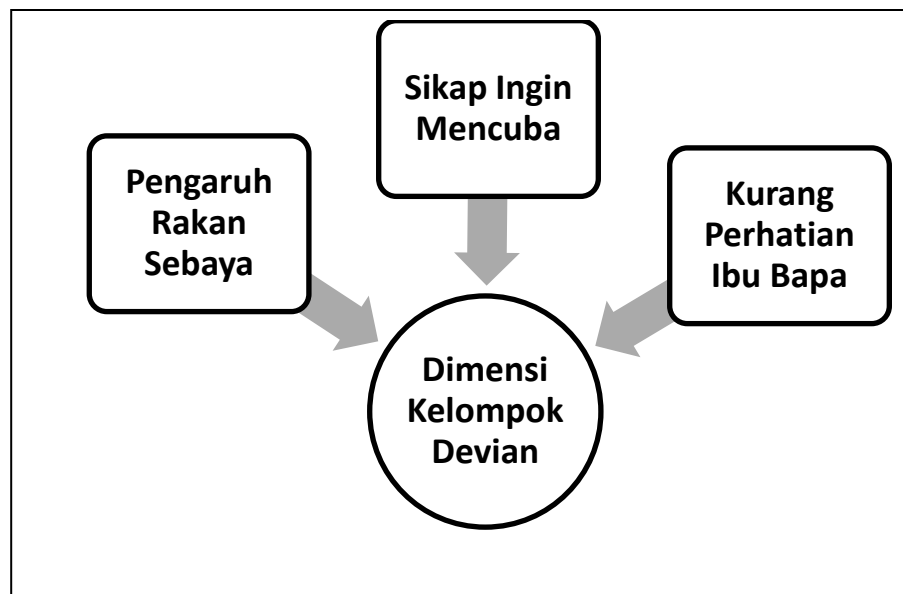 Sikap Ingin
Mencuba
Pengaruh
Rakan
Sebaya
Kurang
Perhatian
Ibu Bapa
Dimensi
Kelompok
Devian